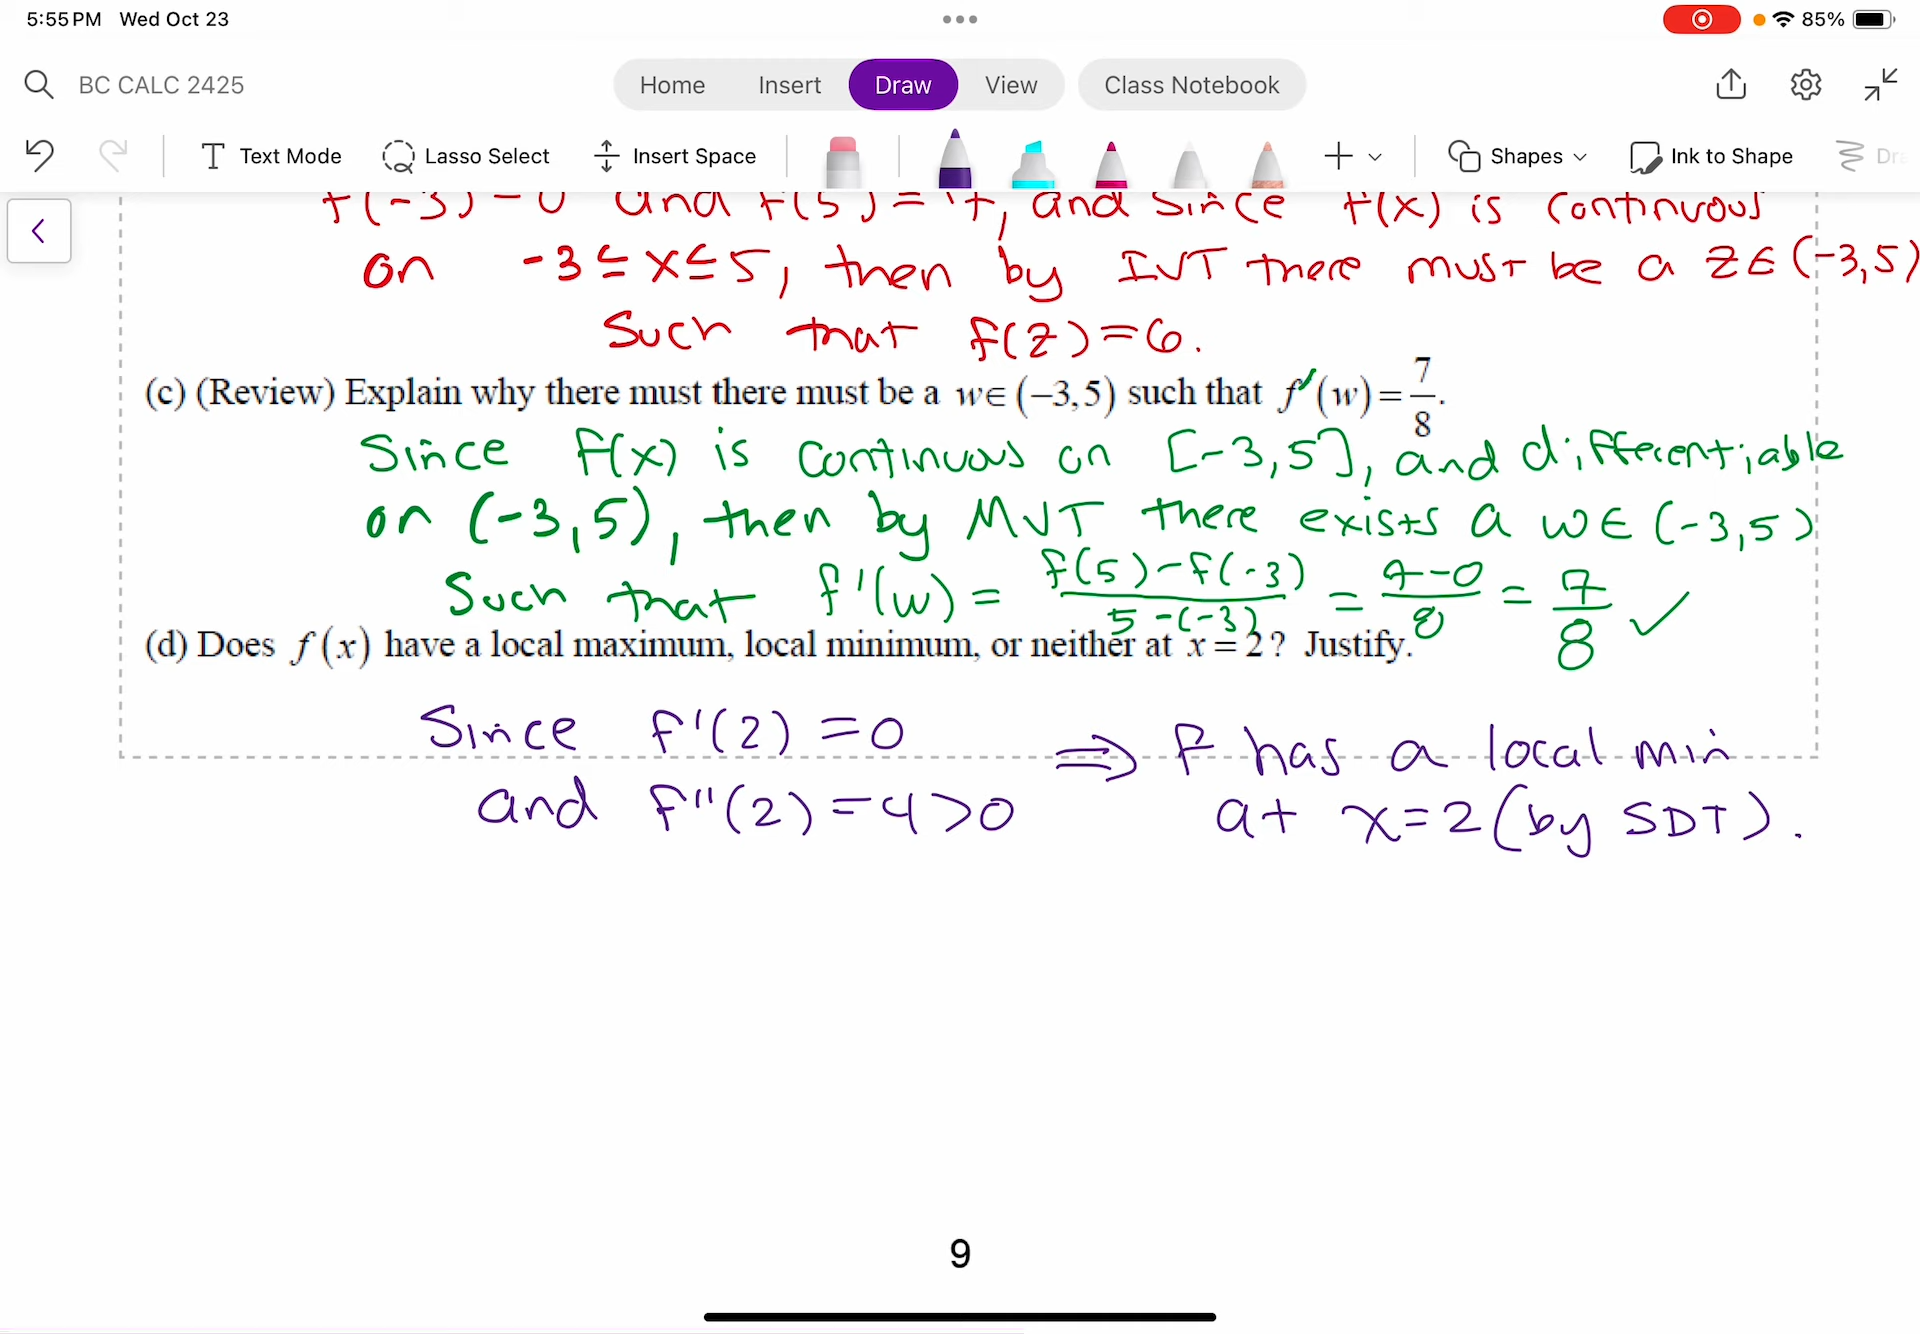 5:55 PM Wed Oct 23
85%
BC CALC 2425
Home Insert Draw View Class Notebook
Text Mode Lasso Select Insert Space Shapes Ink to Shape
f(-3)=0 and f(5)=7, and since f(x) is continuous
on -3≤x≤5, then by IVT there must be a z∈(-3,5)
Such that f(z)=6.
(c) (Review) Explain why there must there must be a w∈(−3,5) such that f'(w)=7/8.
Since f(x) is continuous on [-3,5], and differentiable
on (-3,5), then by MVT there exists a w∈(-3,5)
Such that f'(w) = (f(5)-f(-3))/(5-(-3)) = (7-0)/8 = 7/8 ✓
(d) Does f(x) have a local maximum, local minimum, or neither at x=2? Justify.
Since f'(2)=0 ⇒ f has a local min
and f''(2)=4>0 at x=2 (by SDT).
9